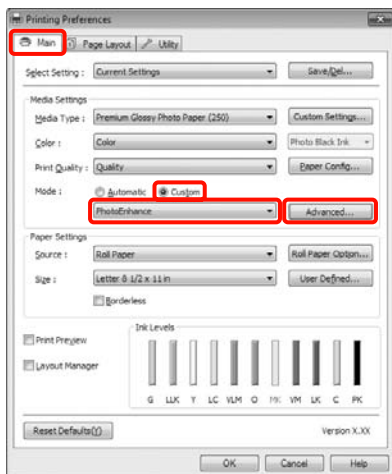 Printing Preferences
Main Page Layout Utility
Select Setting : Current Settings Save/Del...
Media Settings
Media Type : Premium Glossy Photo Paper (250) Custom Settings...
Color : Color Photo Black Ink
Print Quality : Quality Paper Config...
Mode : Automatic Custom
PhotoEnhance Advanced...
Paper Settings
Source : Roll Paper Roll Paper Option...
Size : Letter 8 1/2 x 11 in User Defined...
Borderless
Print Preview
Layout Manager
Ink Levels
G LLK Y LC VLM O MK VM LK C PK
Reset Defaults(Y) Version X.XX
OK Cancel Help